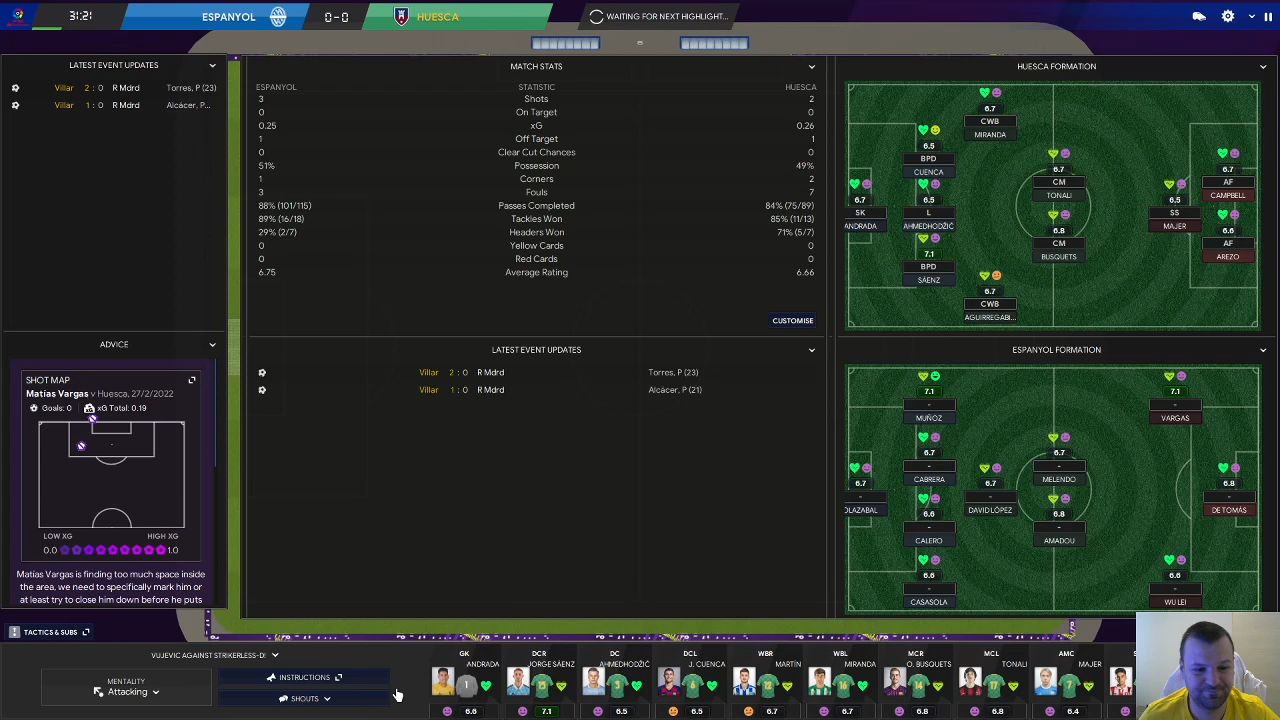 31:21
ESPANYOL
0-0
HUESCA
WAITING FOR NEXT HIGHLIGHT...
LATEST EVENT UPDATES
Villar 2 : 0 R Mdrd Torres, P (23)
Villar 1 : 0 R Mdrd Alcácer, P...
ADVICE
SHOT MAP
Matías Vargas v Huesca, 27/2/2022
Goals: 0 xG Total: 0.19
LOW XG HIGH XG
0.0 1.0
Matías Vargas is finding too much space inside
the area, we need to specifically mark him or
at least try to close him down before he puts
MATCH STATS
ESPANYOL STATISTIC HUESCA
3 Shots 2
0 On Target 0
0.25 xG 0.26
1 Off Target 1
0 Clear Cut Chances 0
51% Possession 49%
1 Corners 2
3 Fouls 7
88% (101/115) Passes Completed 84% (75/89)
89% (16/18) Tackles Won 85% (11/13)
29% (2/7) Headers Won 71% (5/7)
0 Yellow Cards 0
0 Red Cards 0
6.75 Average Rating 6.66
CUSTOMISE
LATEST EVENT UPDATES
Villar 2 : 0 R Mdrd Torres, P (23)
Villar 1 : 0 R Mdrd Alcácer, P (21)
HUESCA FORMATION
6.7
CWB
MIRANDA
6.5
BPD
CUENCA
6.7
CM
TONALI
6.7
AF
CAMPBELL
6.7
SK
ANDRADA
6.5
L
AHMEDHODŽIĆ
6.5
SS
MAJER
6.8
CM
BUSQUETS
6.6
AF
AREZO
7.1
BPD
SÁENZ
6.7
CWB
AGUIRREGABI...
ESPANYOL FORMATION
7.1
-
MUÑOZ
7.1
-
VARGAS
6.7
-
CABRERA
6.7
-
MELENDO
6.7
-
OLAZABAL
6.7
-
DAVID LÓPEZ
6.8
-
DE TOMÁS
6.6
-
CALERO
6.8
-
AMADOU
6.6
-
CASASOLA
6.6
-
WU LEI
TACTICS & SUBS
VUJEVIC AGAINST STRIKERLESS-DI
MENTALITY
Attacking
INSTRUCTIONS
SHOUTS
GK DCR DC DCL WBR WBL MCR MCL AMC
ANDRADA JORGE SÁENZ AHMEDHODŽIĆ J. CUENCA MARTÍN MIRANDA O. BUSQUETS TONALI MAJER S
1 15 3 6 12 16 14 17 7
6.6 7.1 6.5 6.5 6.7 6.7 6.8 6.8 6.4